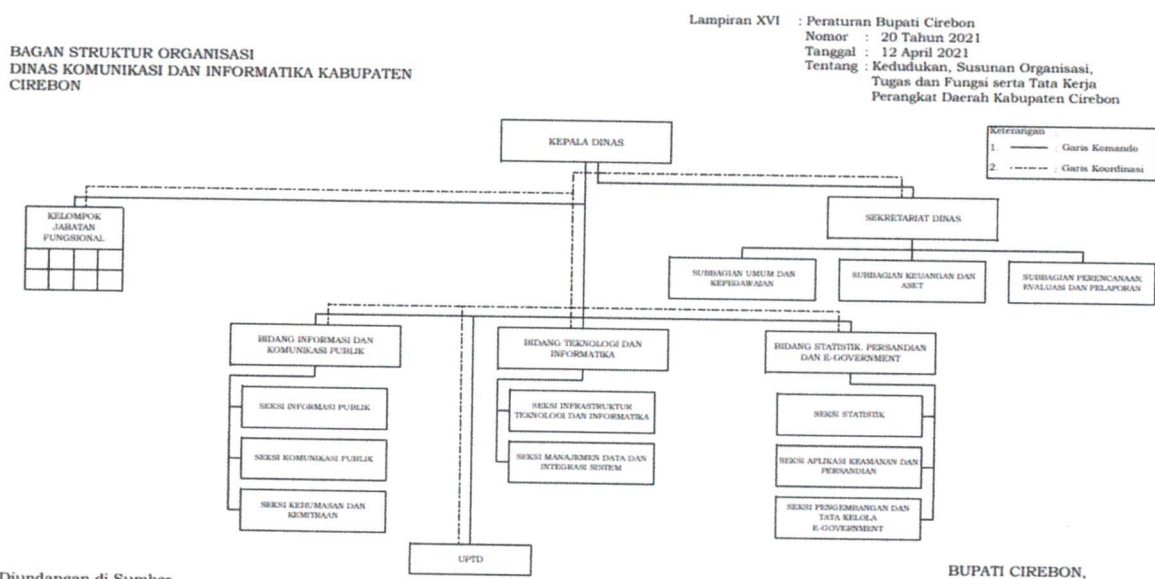 Lampiran XVI : Peraturan Bupati Cirebon
Nomor : 20 Tahun 2021
Tanggal : 12 April 2021
Tentang : Kedudukan, Susunan Organisasi,
Tugas dan Fungsi serta Tata Kerja
Perangkat Daerah Kabupaten Cirebon
BAGAN STRUKTUR ORGANISASI
DINAS KOMUNIKASI DAN INFORMATIKA KABUPATEN
CIREBON
Keterangan :
1. : Garis Komando
2. : Garis Koordinasi
KEPALA DINAS
KELOMPOK
JABATAN
FUNGSIONAL
SEKRETARIAT DINAS
SUBBAGIAN UMUM DAN
KEPEGAWAIAN
SUBBAGIAN KEUANGAN DAN
ASET
SUBBAGIAN PERENCANAAN,
EVALUASI DAN PELAPORAN
BIDANG INFORMASI DAN
KOMUNIKASI PUBLIK
BIDANG TEKNOLOGI DAN
INFORMATIKA
BIDANG STATISTIK, PERSANDIAN
DAN E-GOVERNMENT
SEKSI INFORMASI PUBLIK
SEKSI KOMUNIKASI PUBLIK
SEKSI KEHUMASAN DAN
KEMITRAAN
SEKSI INFRASTRUKTUR
TEKNOLOGI DAN INFORMATIKA
SEKSI MANAJEMEN DATA DAN
INTEGRASI SISTEM
SEKSI STATISTIK
SEKSI APLIKASI KEAMANAN DAN
PERSANDIAN
SEKSI PENGEMBANGAN DAN
TATA KELOLA
E-GOVERNMENT
UPTD
Diundangan di Sumber
BUPATI CIREBON,